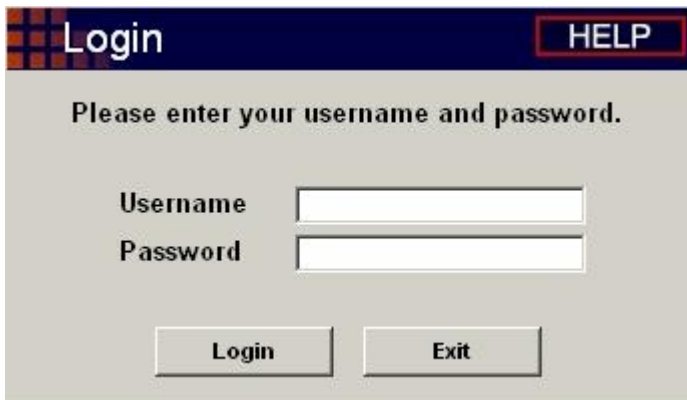 Login HELP
Please enter your username and password.
Username
Password
Login Exit